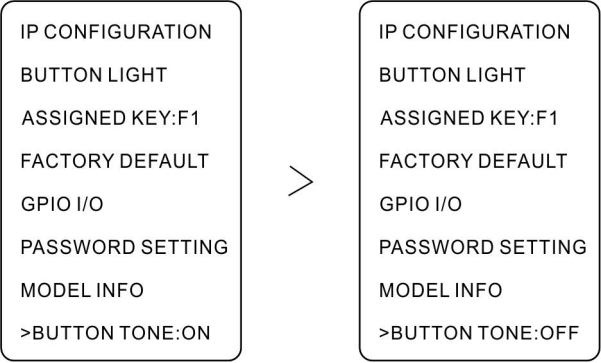 IP CONFIGURATION
BUTTON LIGHT
ASSIGNED KEY:F1
FACTORY DEFAULT
GPIO I/O
PASSWORD SETTING
MODEL INFO
>BUTTON TONE:ON
>
IP CONFIGURATION
BUTTON LIGHT
ASSIGNED KEY:F1
FACTORY DEFAULT
GPIO I/O
PASSWORD SETTING
MODEL INFO
>BUTTON TONE:OFF